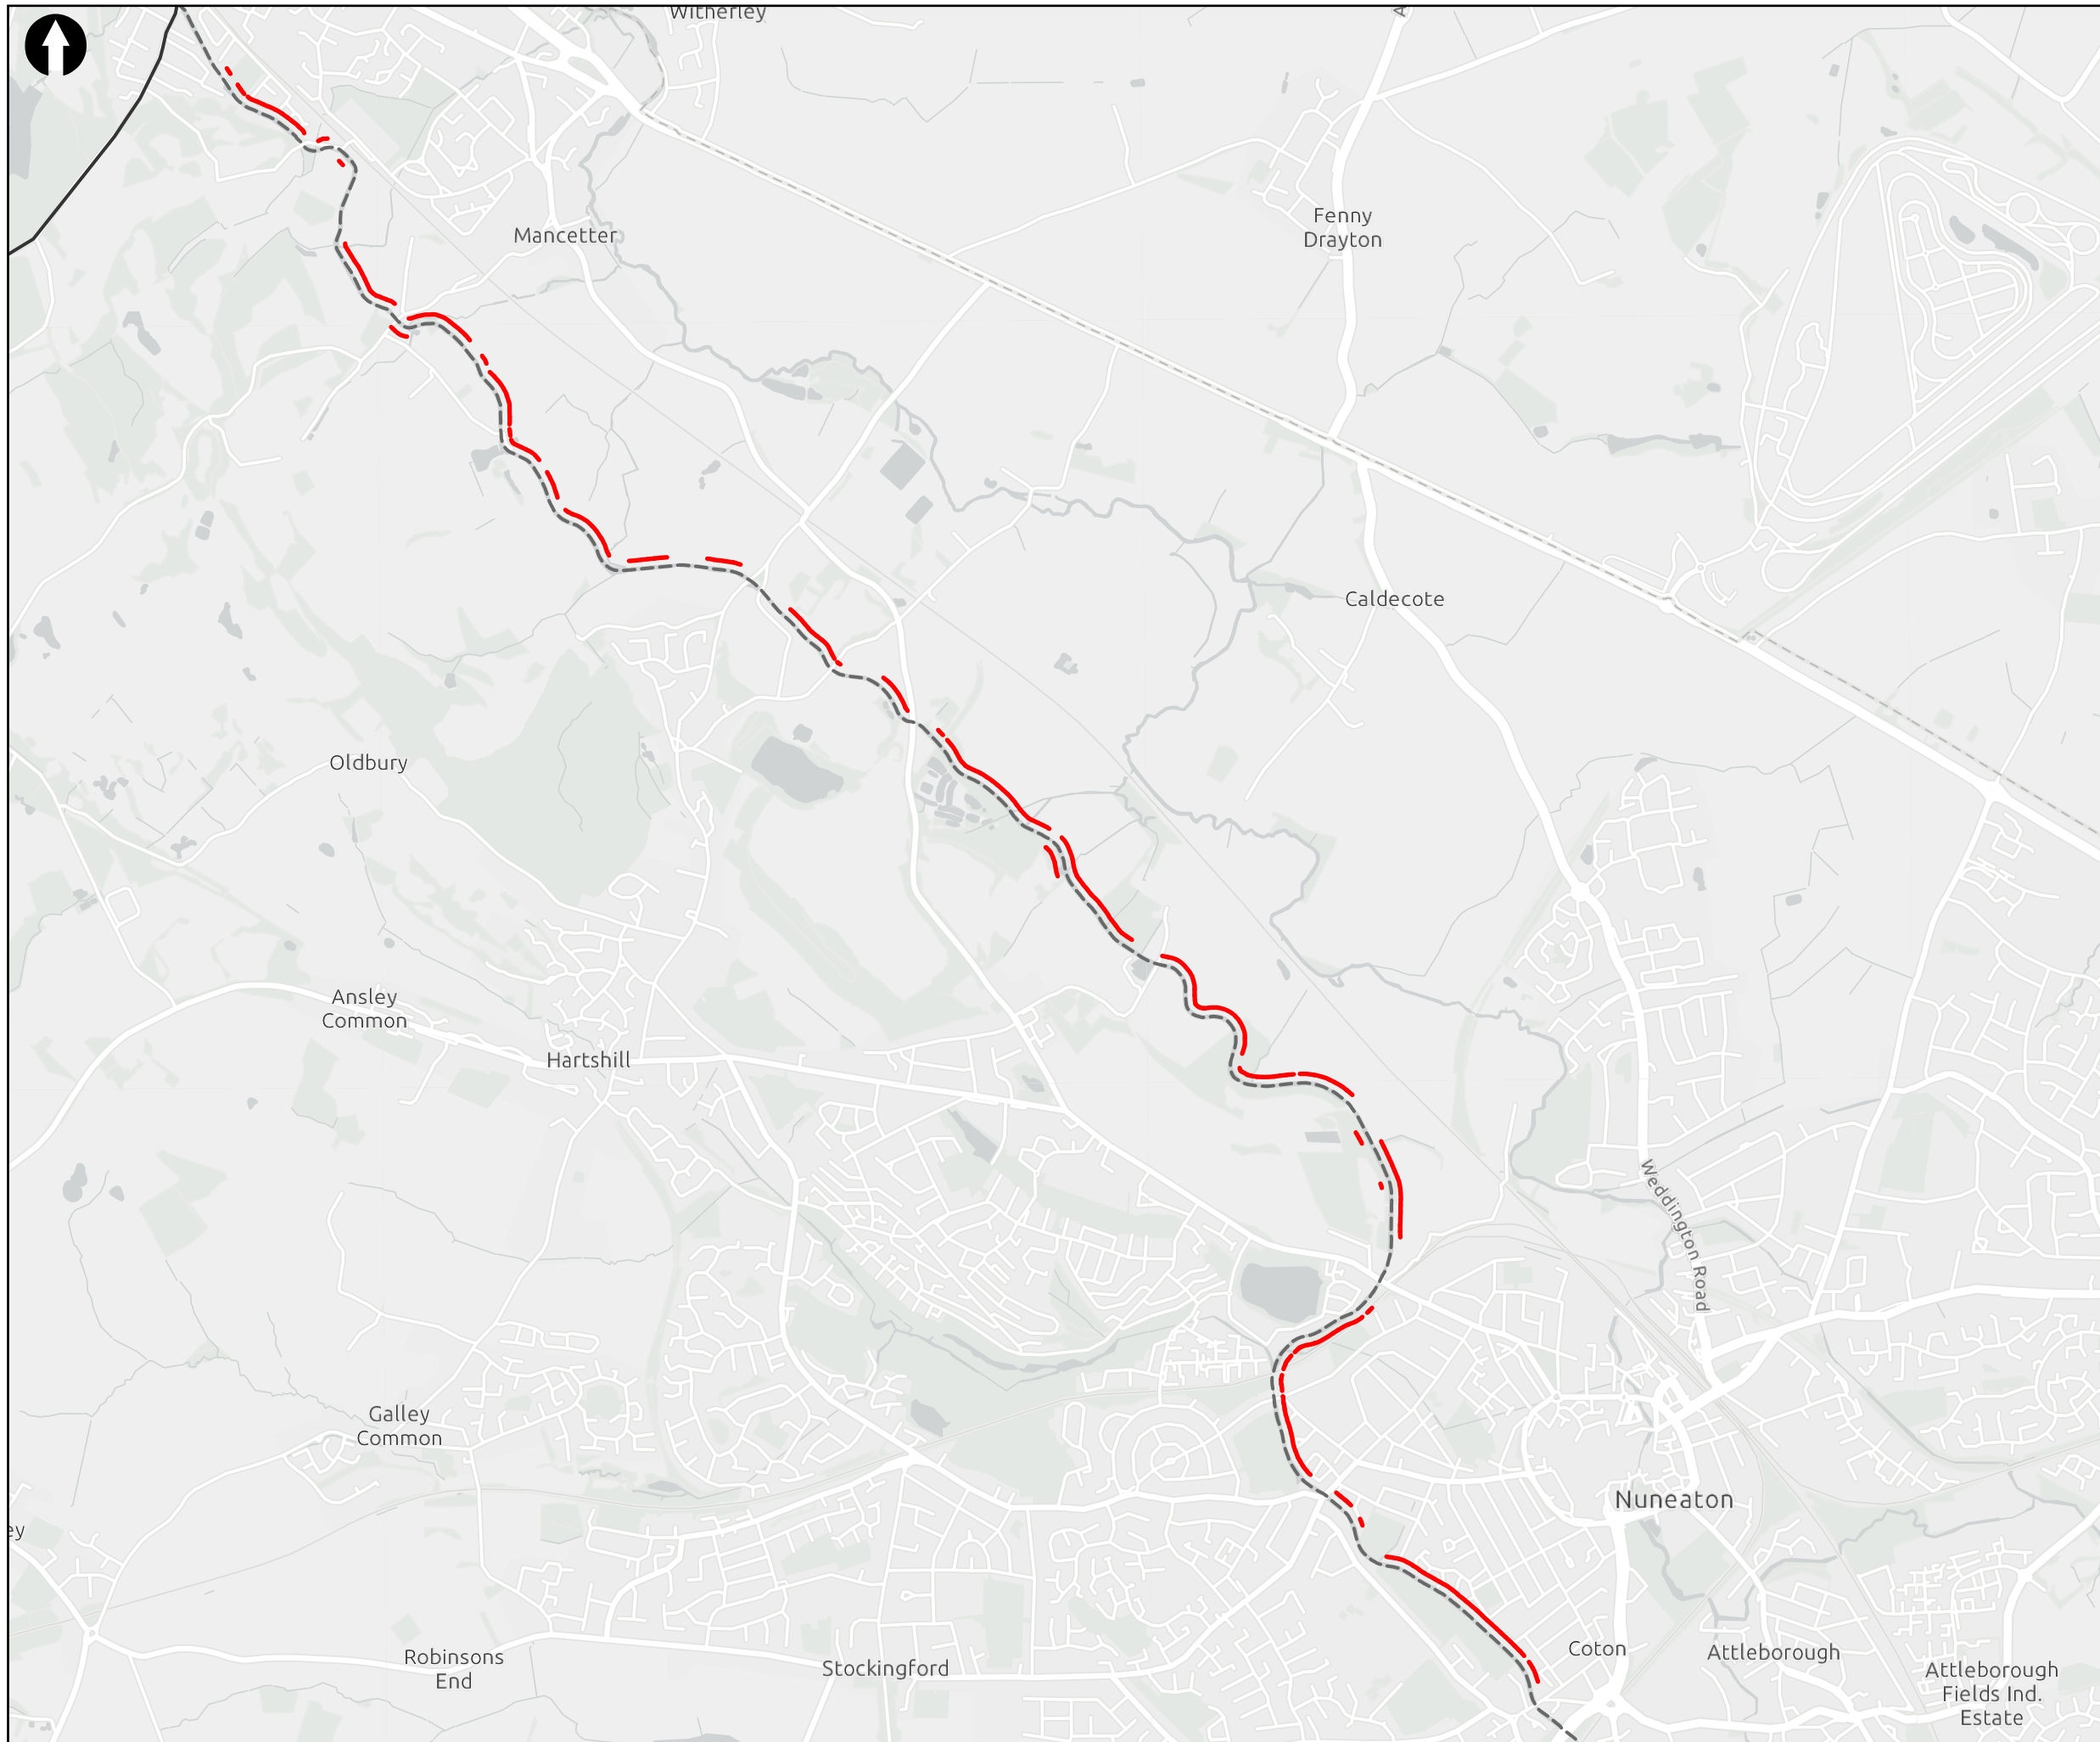 Witherley
A
Fenny
Drayton
Mancetter
Caldecote
Oldbury
Ansley
Common
Hartshill
Weddington Road
Galley
Common
Nuneaton
ey
Robinsons
End
Stockingford
Coton
Attleborough
Attleborough
Fields Ind.
Estate